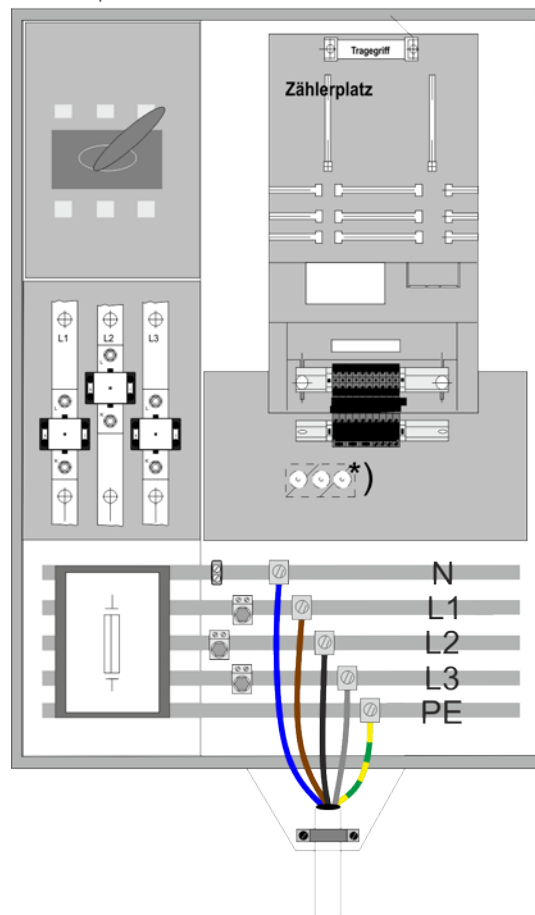 Tragegriff
Zählerplatz
L1 L2 L3
L L L
K K K
*)
N
L1
L2
L3
PE